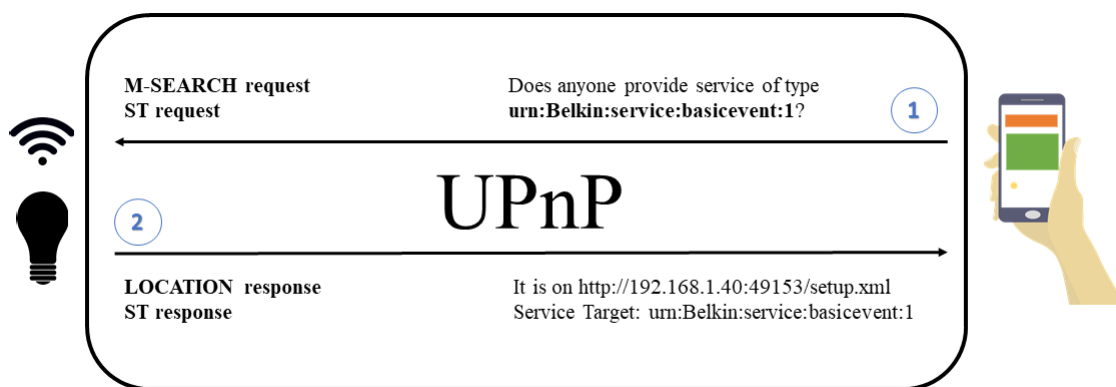 M-SEARCH request
ST request
Does anyone provide service of type
urn:Belkin:service:basicevent:1?
1
UPnP
2
LOCATION response
ST response
It is on http://192.168.1.40:49153/setup.xml
Service Target: urn:Belkin:service:basicevent:1